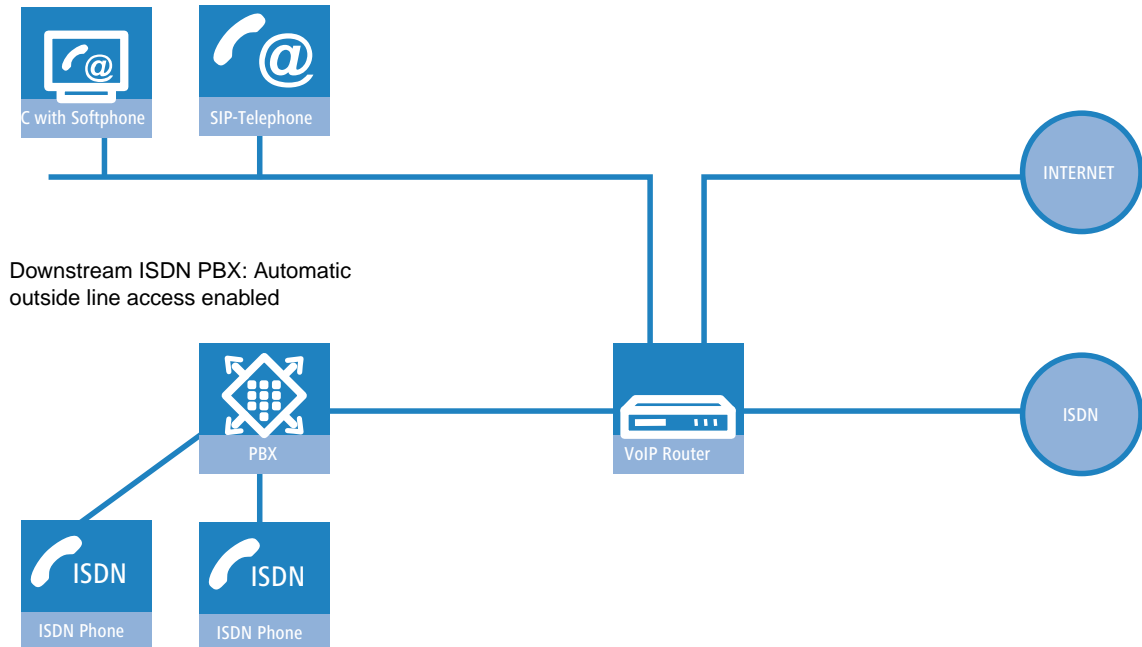 @
@
C with Softphone
SIP-Telephone
INTERNET
Downstream ISDN PBX: Automatic
outside line access enabled
PBX
VoIP Router
ISDN
ISDN
ISDN
ISDN Phone
ISDN Phone